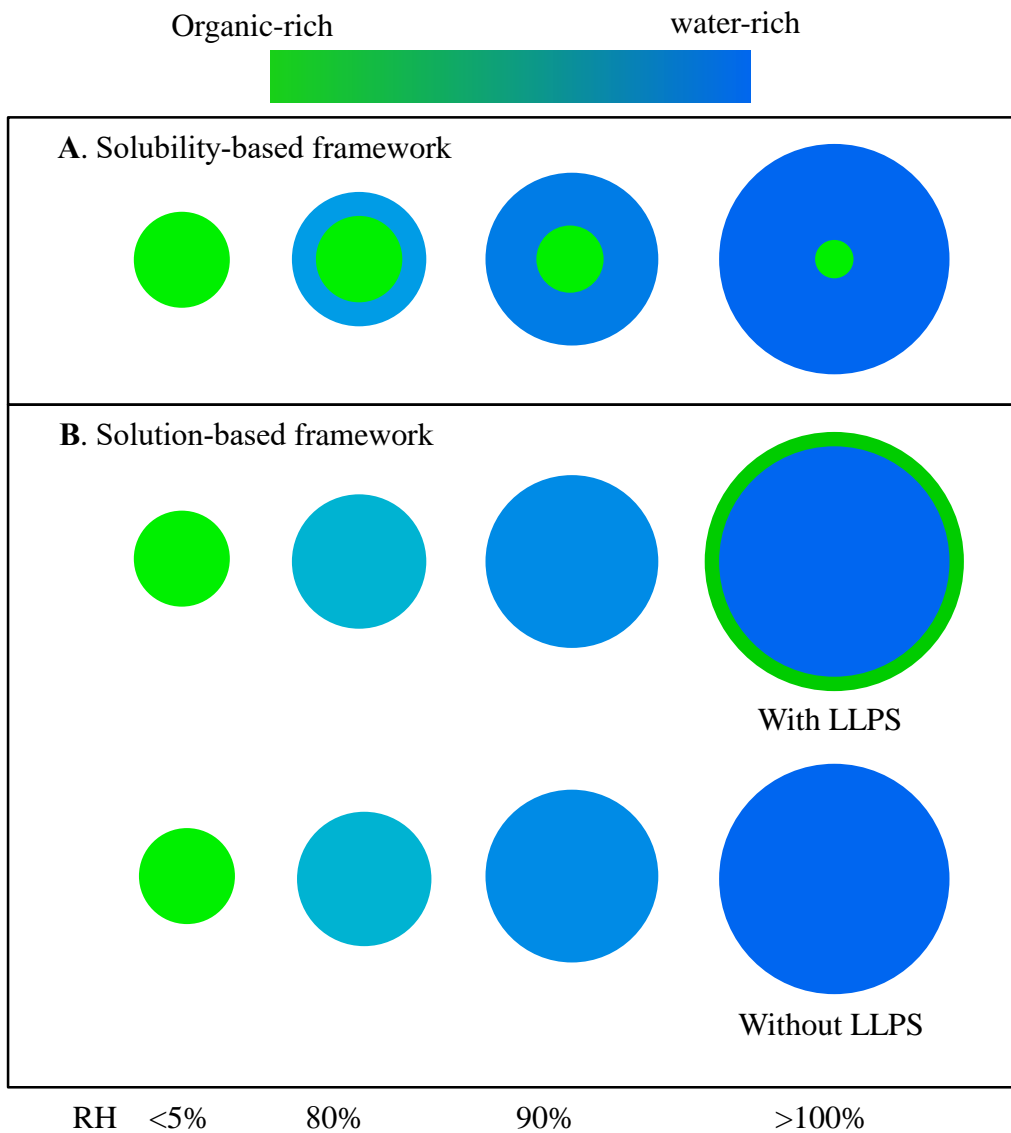 Organic-rich water-rich
A. Solubility-based framework
B. Solution-based framework
With LLPS
Without LLPS
RH <5% 80% 90% >100%